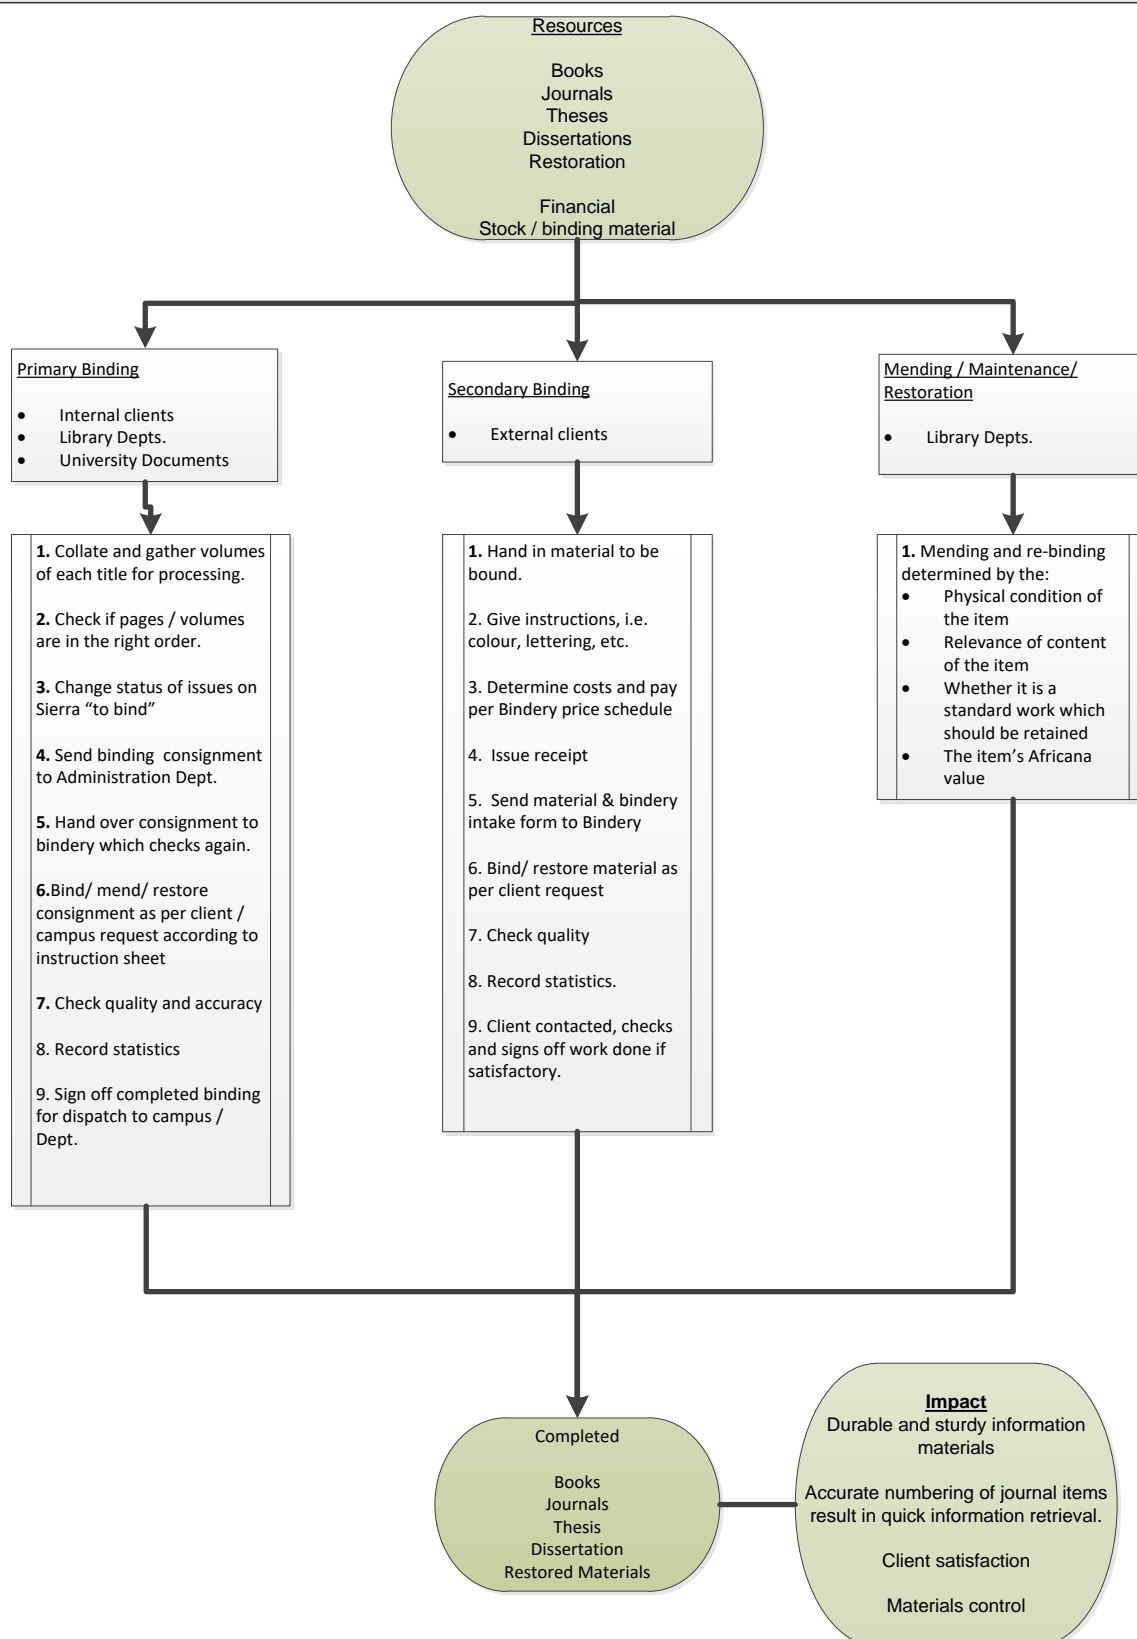 Resources
Books
Journals
Theses
Dissertations
Restoration
Financial
Stock / binding material
Primary Binding
• Internal clients
• Library Depts.
• University Documents
Secondary Binding
• External clients
Mending / Maintenance/
Restoration
• Library Depts.
1. Collate and gather volumes
of each title for processing.
2. Check if pages / volumes
are in the right order.
3. Change status of issues on
Sierra “to bind”
4. Send binding  consignment
to Administration Dept.
5. Hand over consignment to
bindery which checks again.
6.Bind/ mend/ restore
consignment as per client /
campus request according to
instruction sheet
7. Check quality and accuracy
8. Record statistics
9. Sign off completed binding
for dispatch to campus /
Dept.
1. Hand in material to be
bound.
2. Give instructions, i.e.
colour, lettering, etc.
3. Determine costs and pay
per Bindery price schedule
4.  Issue receipt
5.  Send material & bindery
intake form to Bindery
6. Bind/ restore material as
per client request
7. Check quality
8. Record statistics.
9. Client contacted, checks
and signs off work done if
satisfactory.
1. Mending and re-binding
determined by the:
• Physical condition of
the item
• Relevance of content
of the item
• Whether it is a
standard work which
should be retained
• The item’s Africana
value
Completed
Books
Journals
Thesis
Dissertation
Restored Materials
Impact
Durable and sturdy information
materials
Accurate numbering of journal items
result in quick information retrieval.
Client satisfaction
Materials control